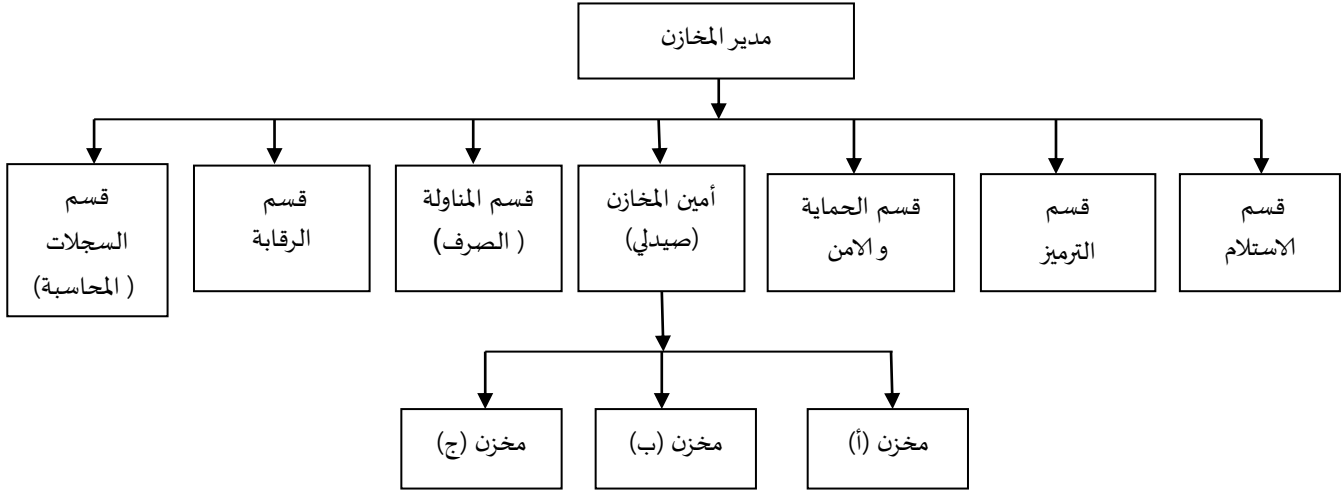 مدير المخازن
قسم
الاستلام
قسم
الترميز
قسم الحماية
و الامن
أمين المخازن
(صيدلي)
قسم المناولة
( الصرف)
قسم
الرقابة
قسم
السجلات
( المحاسبة)
مخزن (أ)
مخزن (ب)
مخزن (ج)